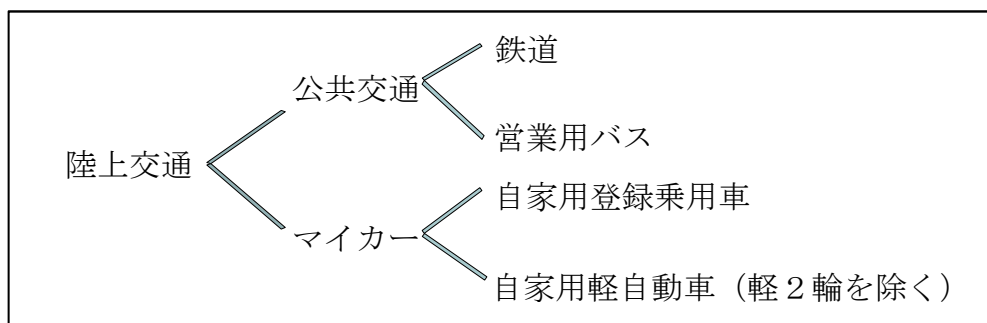 鉄道
公共交通
営業用バス
陸上交通
自家用登録乗用車
マイカー
自家用軽自動車（軽２輪を除く）